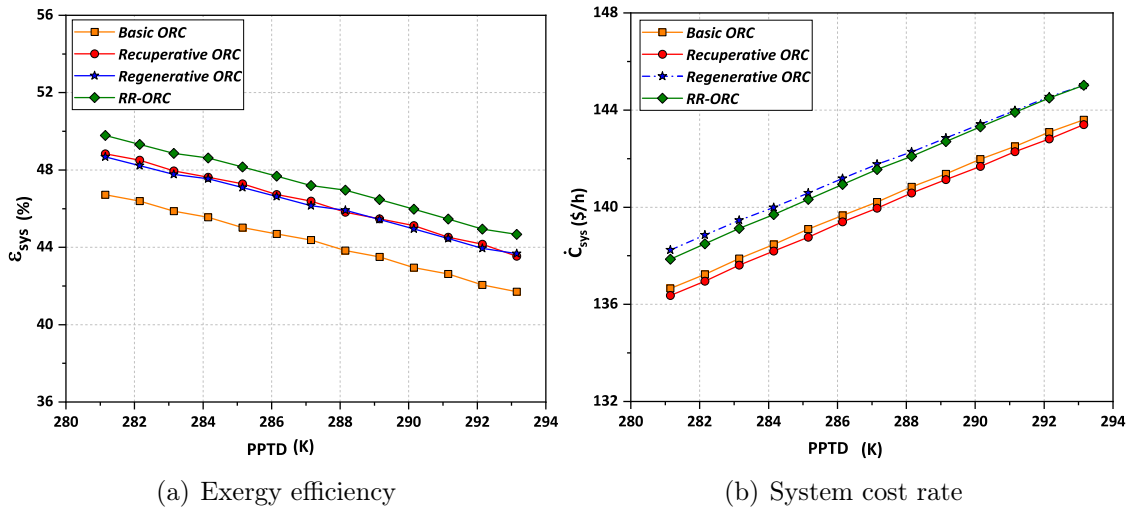 Basic ORC
Recuperative ORC
Regenerative ORC
RR-ORC
56
52
48
44
40
36
280 282 284 286 288 290 292 294
εsys (%)
PPTD (K)
(a) Exergy efficiency
Basic ORC
Recuperative ORC
Regenerative ORC
RR-ORC
148
144
140
136
132
280 282 284 286 288 290 292 294
Ċsys ($/h)
PPTD (K)
(b) System cost rate